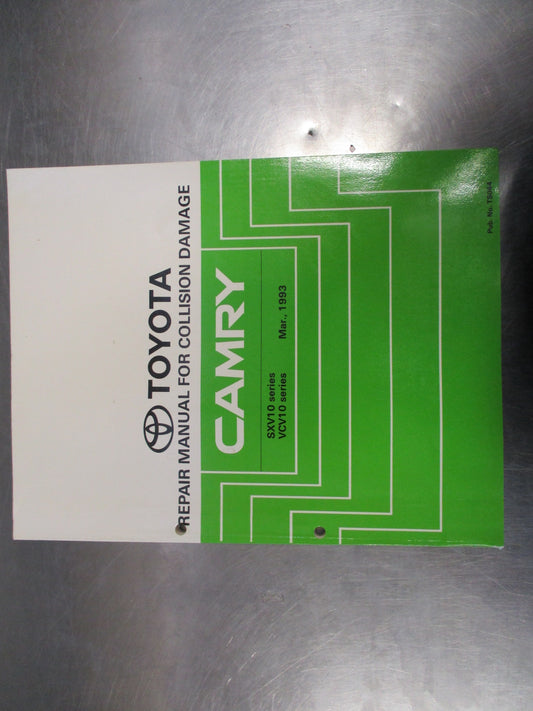 TOYOTA
REPAIR MANUAL FOR COLLISION DAMAGE
CAMRY
SXV10 series
VCV10 series Mar., 1993